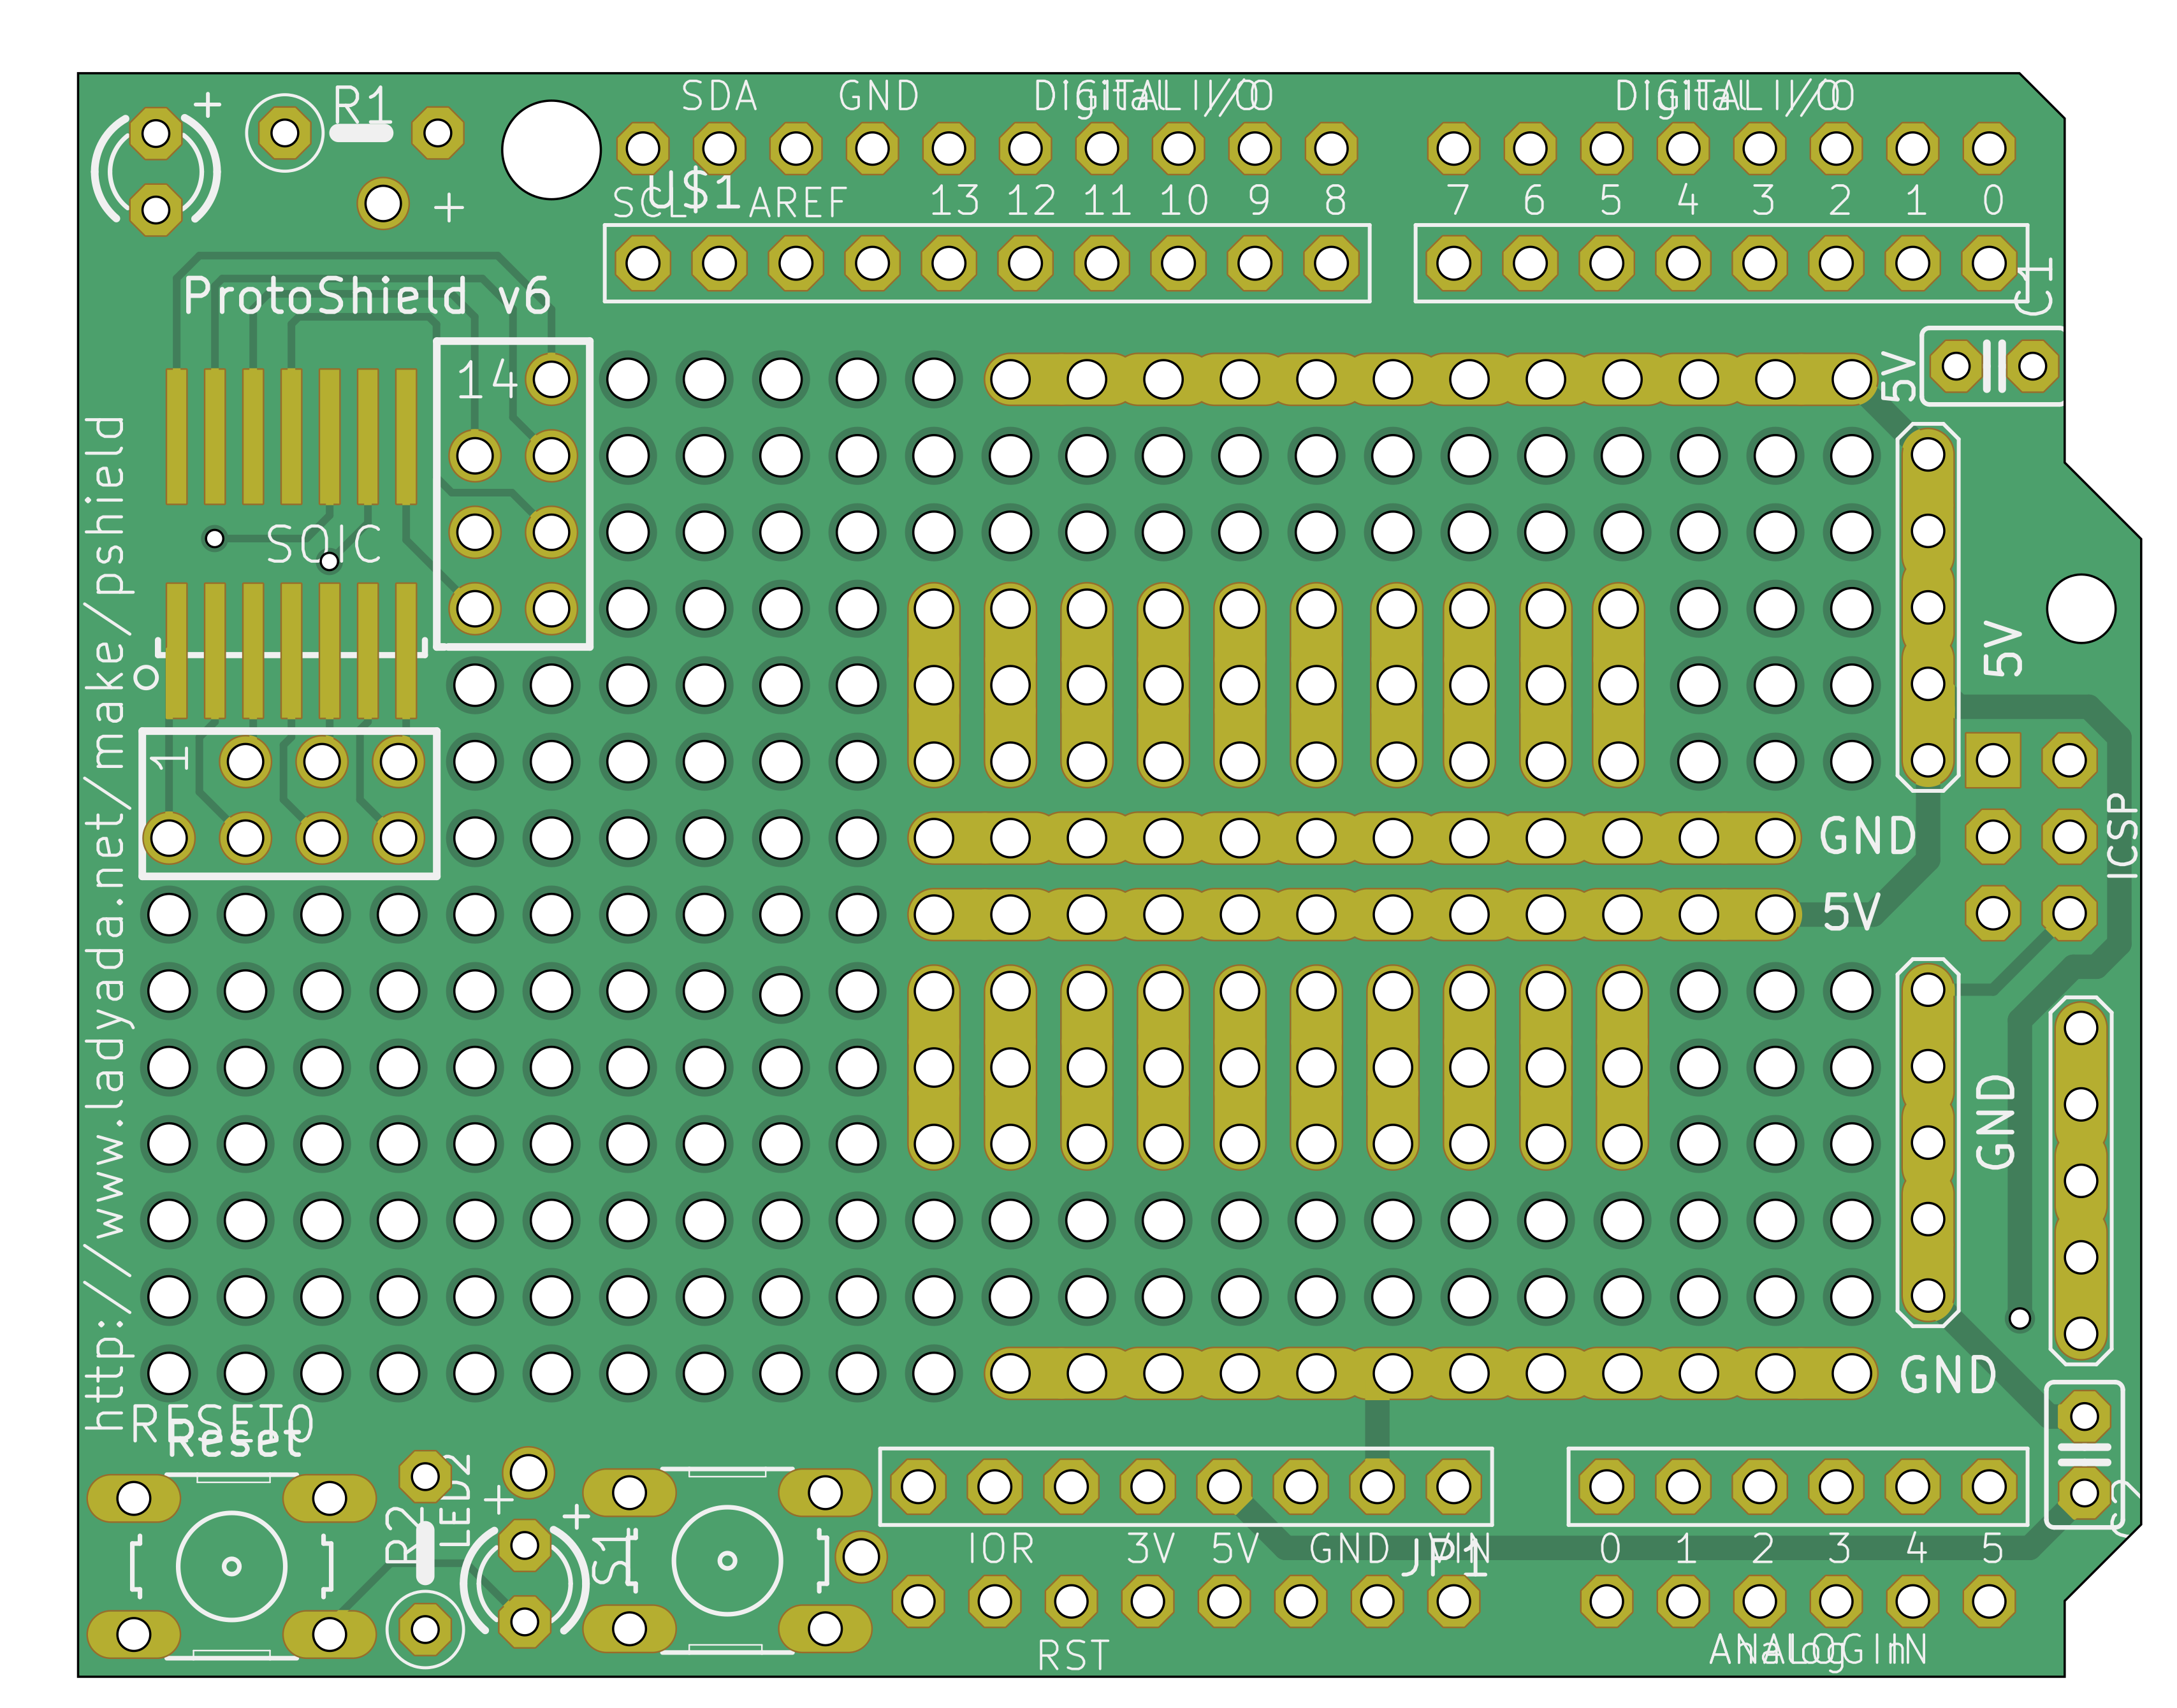 R1
SDA GND Digital I/O DIGITAL I/O
+
SCL U$1 AREF 13 12 11 10 9 8 7 6 5 4 3 2 1 0
+
C1
ProtoShield v6
14
5V
http://www.ladyada.net/make/pshield
SOIC
5V
1
GND
ICSP
5V
GND
GND
RESET0
Reset
R2
LED2
+
+
S1
C2
IOR 3V 5V GND VIN 0 1 2 3 4 5
JP1
RST
Analog In ANALOG IN